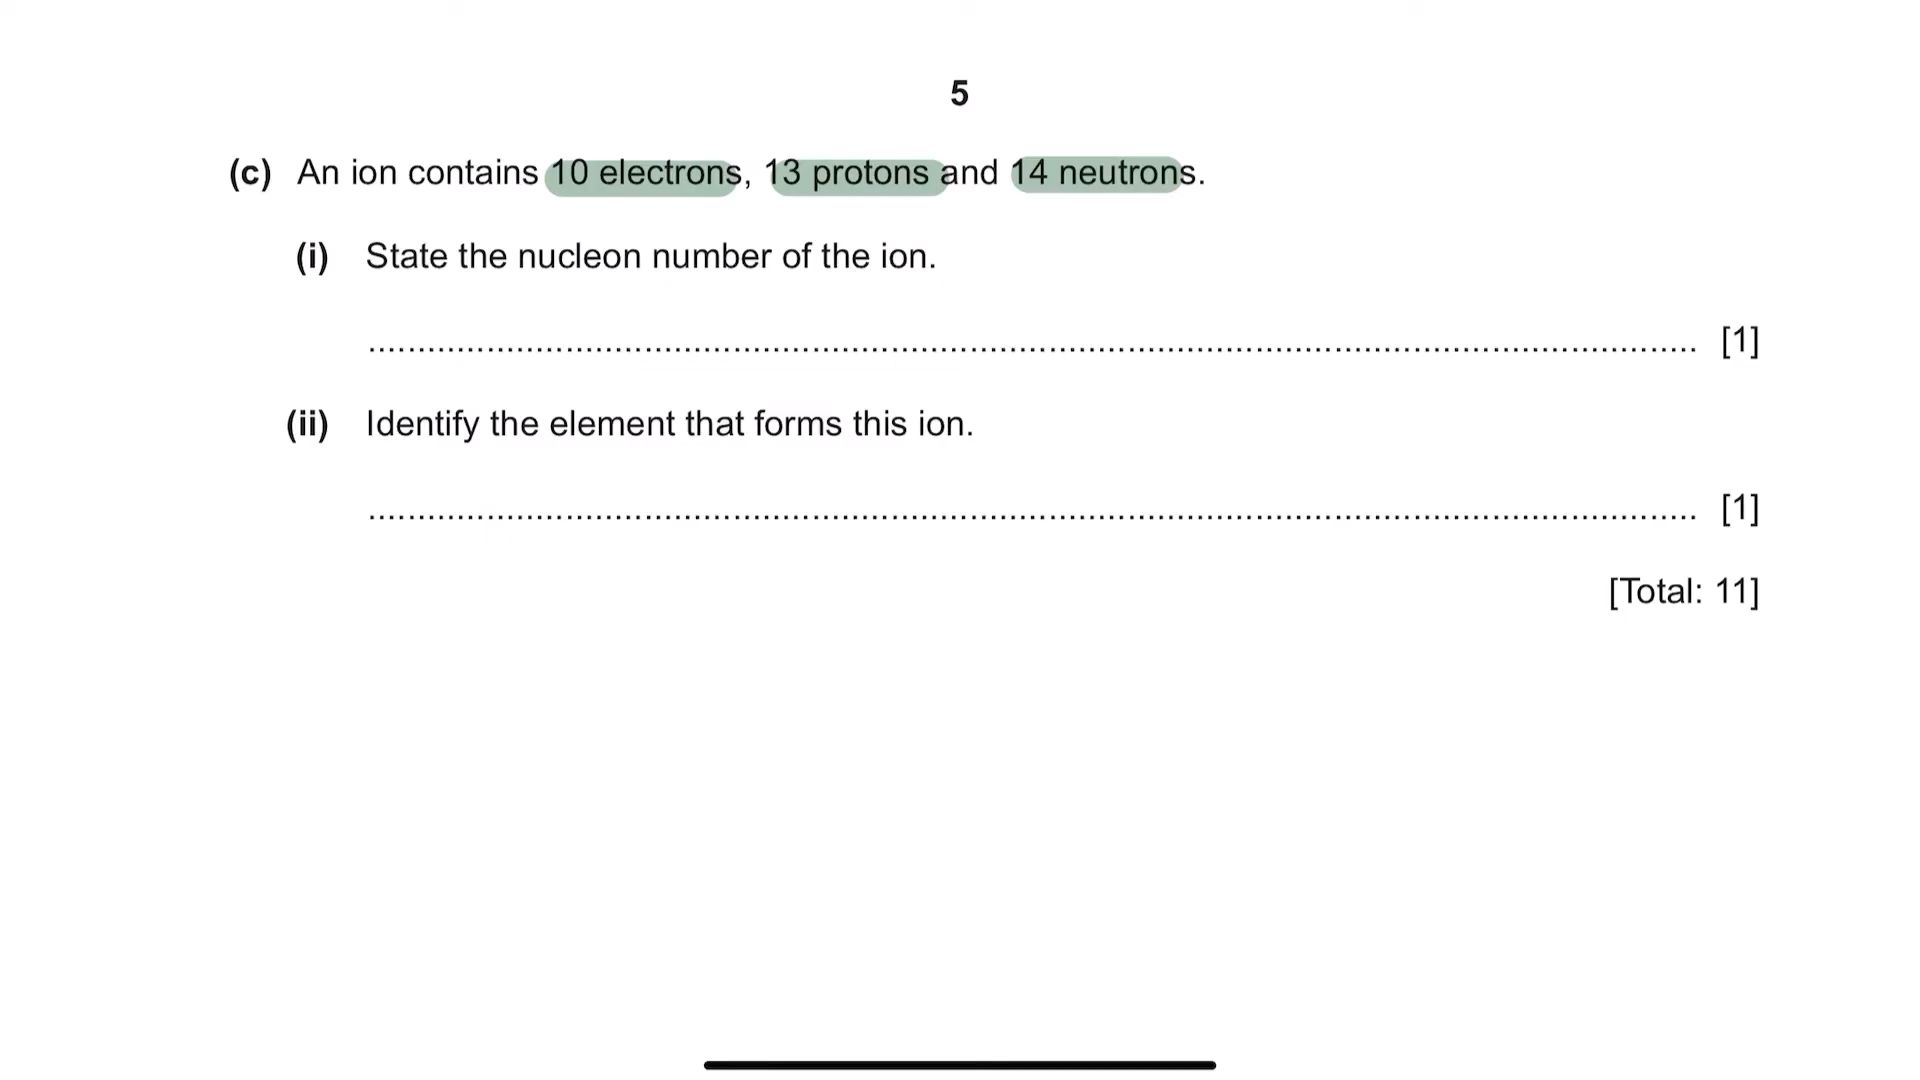 5
(c) An ion contains 10 electrons, 13 protons and 14 neutrons.
(i) State the nucleon number of the ion.
.......................................................................................................................................... [1]
(ii) Identify the element that forms this ion.
.......................................................................................................................................... [1]
[Total: 11]